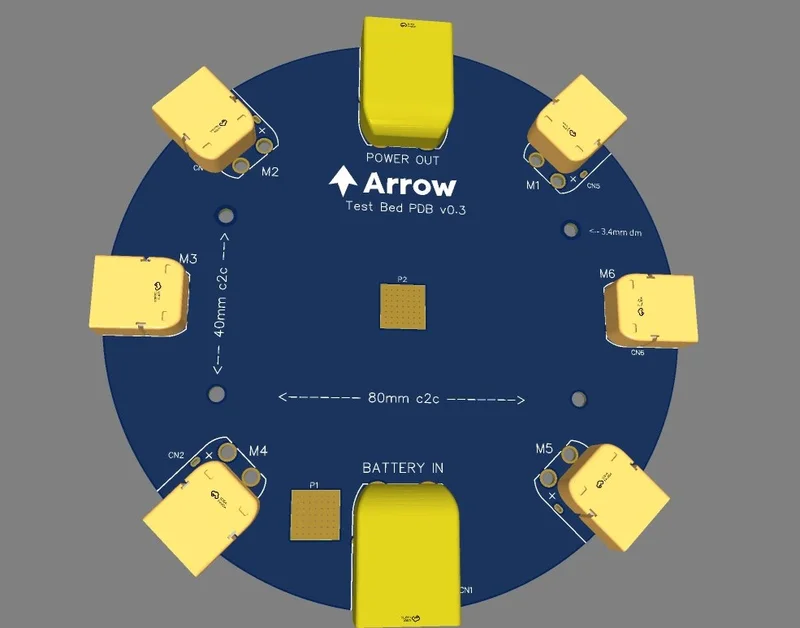 POWER OUT
M2
M1
CN5
Arrow
Test Bed PDB v0.3
<--3.4mm dm
M3
40mm c2c
P2
M6
CN6
80mm c2c
CN2
M4
M5
BATTERY IN
P1
CN1